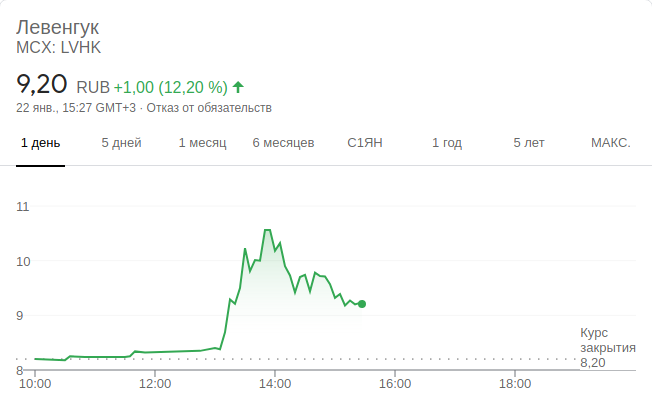 Левенгук
MCX: LVHK
9,20 RUB +1,00 (12,20 %)
22 янв., 15:27 GMT+3 · Отказ от обязательств
1 день 5 дней 1 месяц 6 месяцев С1ЯН 1 год 5 лет МАКС.
11
10
9
Курс
закрытия
8,20
8
10:00 12:00 14:00 16:00 18:00